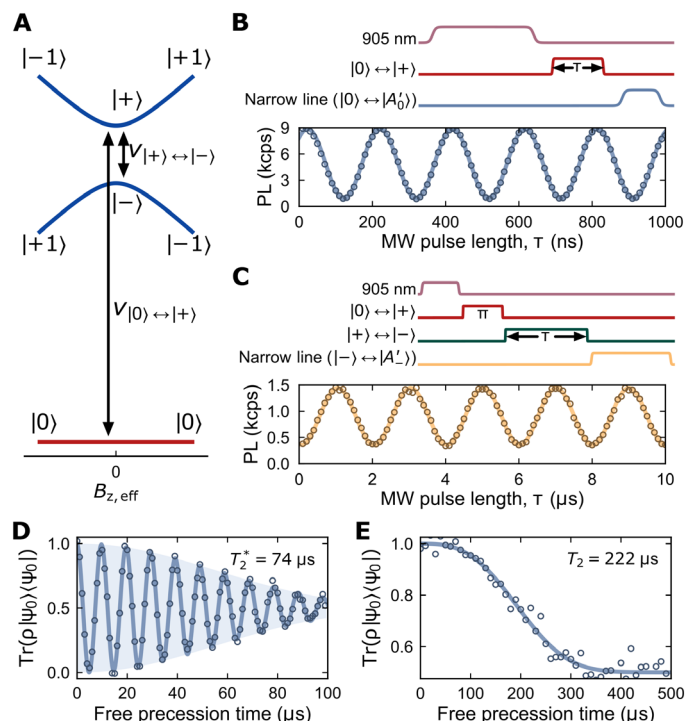 A
|−1⟩ |+1⟩
|+⟩
ν|+⟩↔|−⟩
|−⟩
|+1⟩ |−1⟩
ν|0⟩↔|+⟩
|0⟩ |0⟩
0
Bz, eff
B
905 nm
|0⟩ ↔ |+⟩
τ
Narrow line (|0⟩ ↔ |A′0⟩)
PL (kcps)
9
6
3
0
0 200 400 600 800 1000
MW pulse length, τ (ns)
C
905 nm
|0⟩ ↔ |+⟩
π
|+⟩ ↔ |−⟩
τ
Narrow line (|−⟩ ↔ |A′−⟩)
PL (kcps)
1.5
1.0
0.5
0.0
0 2 4 6 8 10
MW pulse length, τ (µs)
D
Tr(ρ |Ψ0⟩⟨Ψ0|)
1.0
0.5
0.0
T2* = 74 µs
0 20 40 60 80 100
Free precession time (µs)
E
Tr(ρ |Ψ0⟩⟨Ψ0|)
1.0
0.8
0.6
T2 = 222 µs
0 100 200 300 400 500
Free precession time (µs)